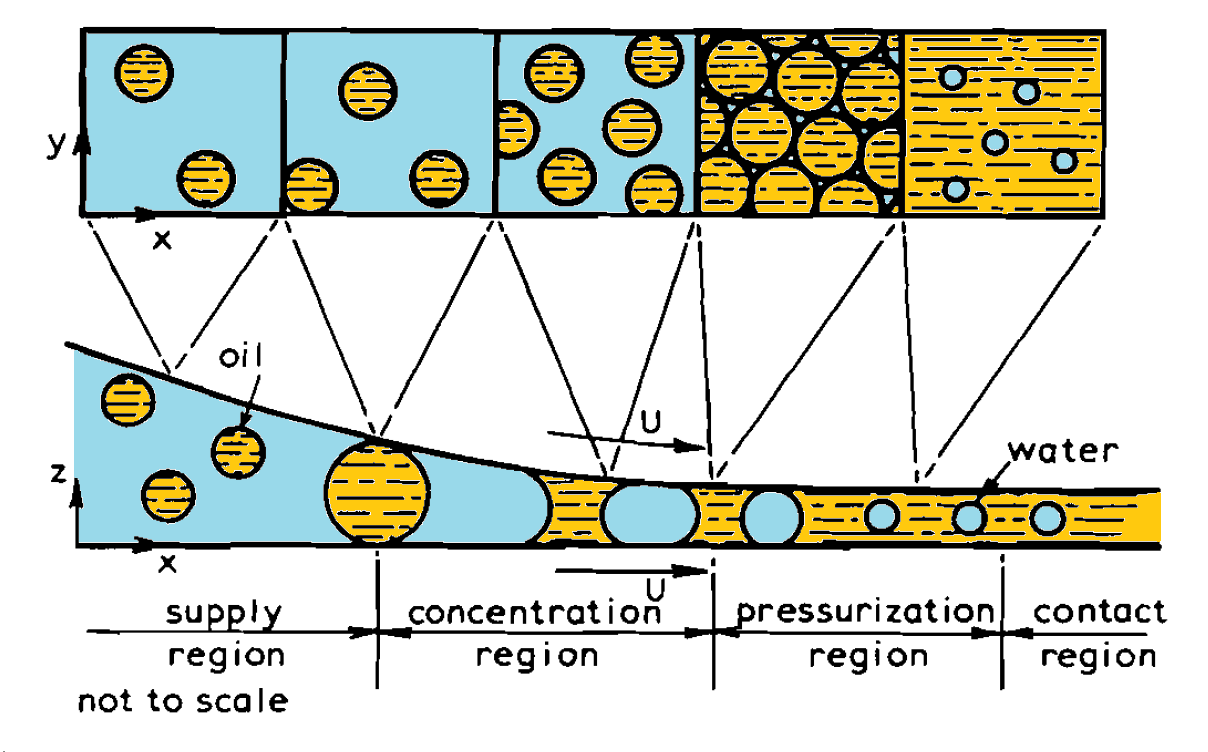 y
x
oil
U
water
z
x
U
supply
region
concentration
region
pressurization
region
contact
region
not to scale